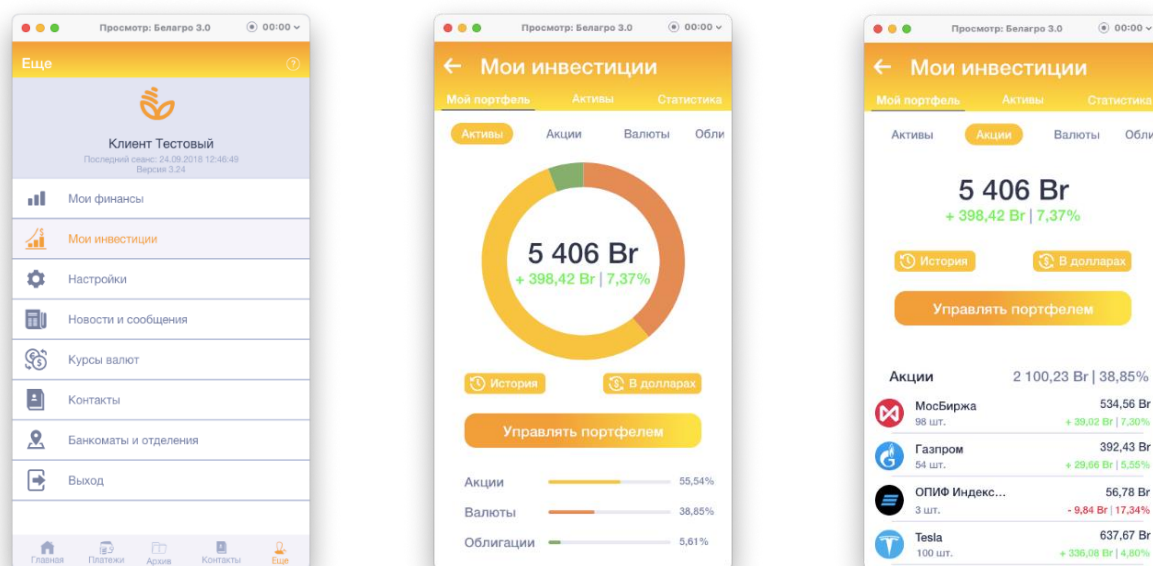 Просмотр: Белагро 3.0
00:00
Еще
?
Клиент Тестовый
Последний сеанс: 24.09.2018 12:46:49
Версия 3.24
Мои финансы
Мои инвестиции
Настройки
Новости и сообщения
Курсы валют
Контакты
Банкоматы и отделения
Выход
Главная
Платежи
Архив
Контакты
Еще
Просмотр: Белагро 3.0
00:00
Мои инвестиции
Мой портфель
Активы
Статистика
Активы
Акции
Валюты
Обли
5 406 Br
+ 398,42 Br | 7,37%
История
В долларах
Управлять портфелем
Акции 55,54%
Валюты 38,85%
Облигации 5,61%
Просмотр: Белагро 3.0
00:00
Мои инвестиции
Мой портфель
Активы
Статистика
Активы
Акции
Валюты
Обли
5 406 Br
+ 398,42 Br | 7,37%
История
В долларах
Управлять портфелем
Акции 2 100,23 Br | 38,85%
МосБиржа 534,56 Br
98 шт. + 39,02 Br | 7,30%
Газпром 392,43 Br
54 шт. + 29,66 Br | 5,55%
ОПИФ Индекс... 56,78 Br
3 шт. - 9,84 Br | 17,34%
Tesla 637,67 Br
100 шт. + 336,08 Br | 4,80%